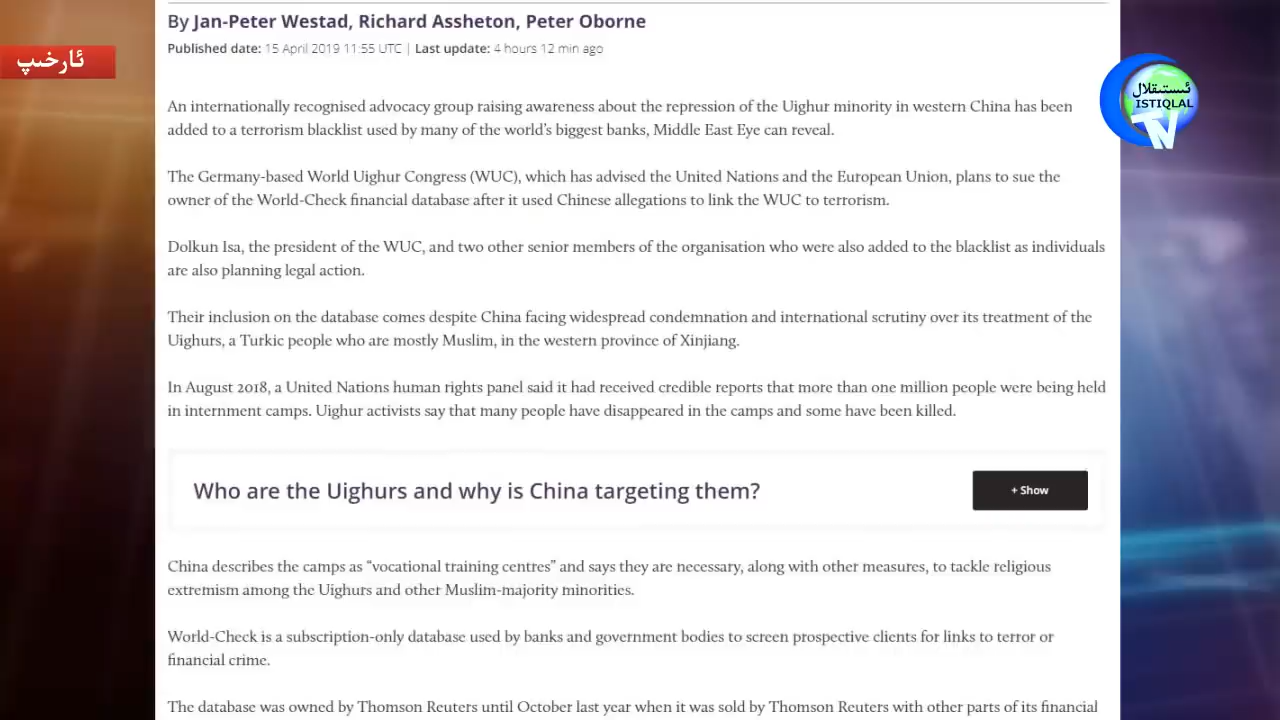 By Jan-Peter Westad, Richard Assheton, Peter Oborne
Published date: 15 April 2019 11:55 UTC | Last update: 4 hours 12 min ago
ئارخىپ
ئىستىقلال
ISTIQLAL
TV
An internationally recognised advocacy group raising awareness about the repression of the Uighur minority in western China has been
added to a terrorism blacklist used by many of the world’s biggest banks, Middle East Eye can reveal.
The Germany-based World Uighur Congress (WUC), which has advised the United Nations and the European Union, plans to sue the
owner of the World-Check financial database after it used Chinese allegations to link the WUC to terrorism.
Dolkun Isa, the president of the WUC, and two other senior members of the organisation who were also added to the blacklist as individuals
are also planning legal action.
Their inclusion on the database comes despite China facing widespread condemnation and international scrutiny over its treatment of the
Uighurs, a Turkic people who are mostly Muslim, in the western province of Xinjiang.
In August 2018, a United Nations human rights panel said it had received credible reports that more than one million people were being held
in internment camps. Uighur activists say that many people have disappeared in the camps and some have been killed.
Who are the Uighurs and why is China targeting them?
+ Show
China describes the camps as “vocational training centres” and says they are necessary, along with other measures, to tackle religious
extremism among the Uighurs and other Muslim-majority minorities.
World-Check is a subscription-only database used by banks and government bodies to screen prospective clients for links to terror or
financial crime.
The database was owned by Thomson Reuters until October last year when it was sold by Thomson Reuters with other parts of its financial